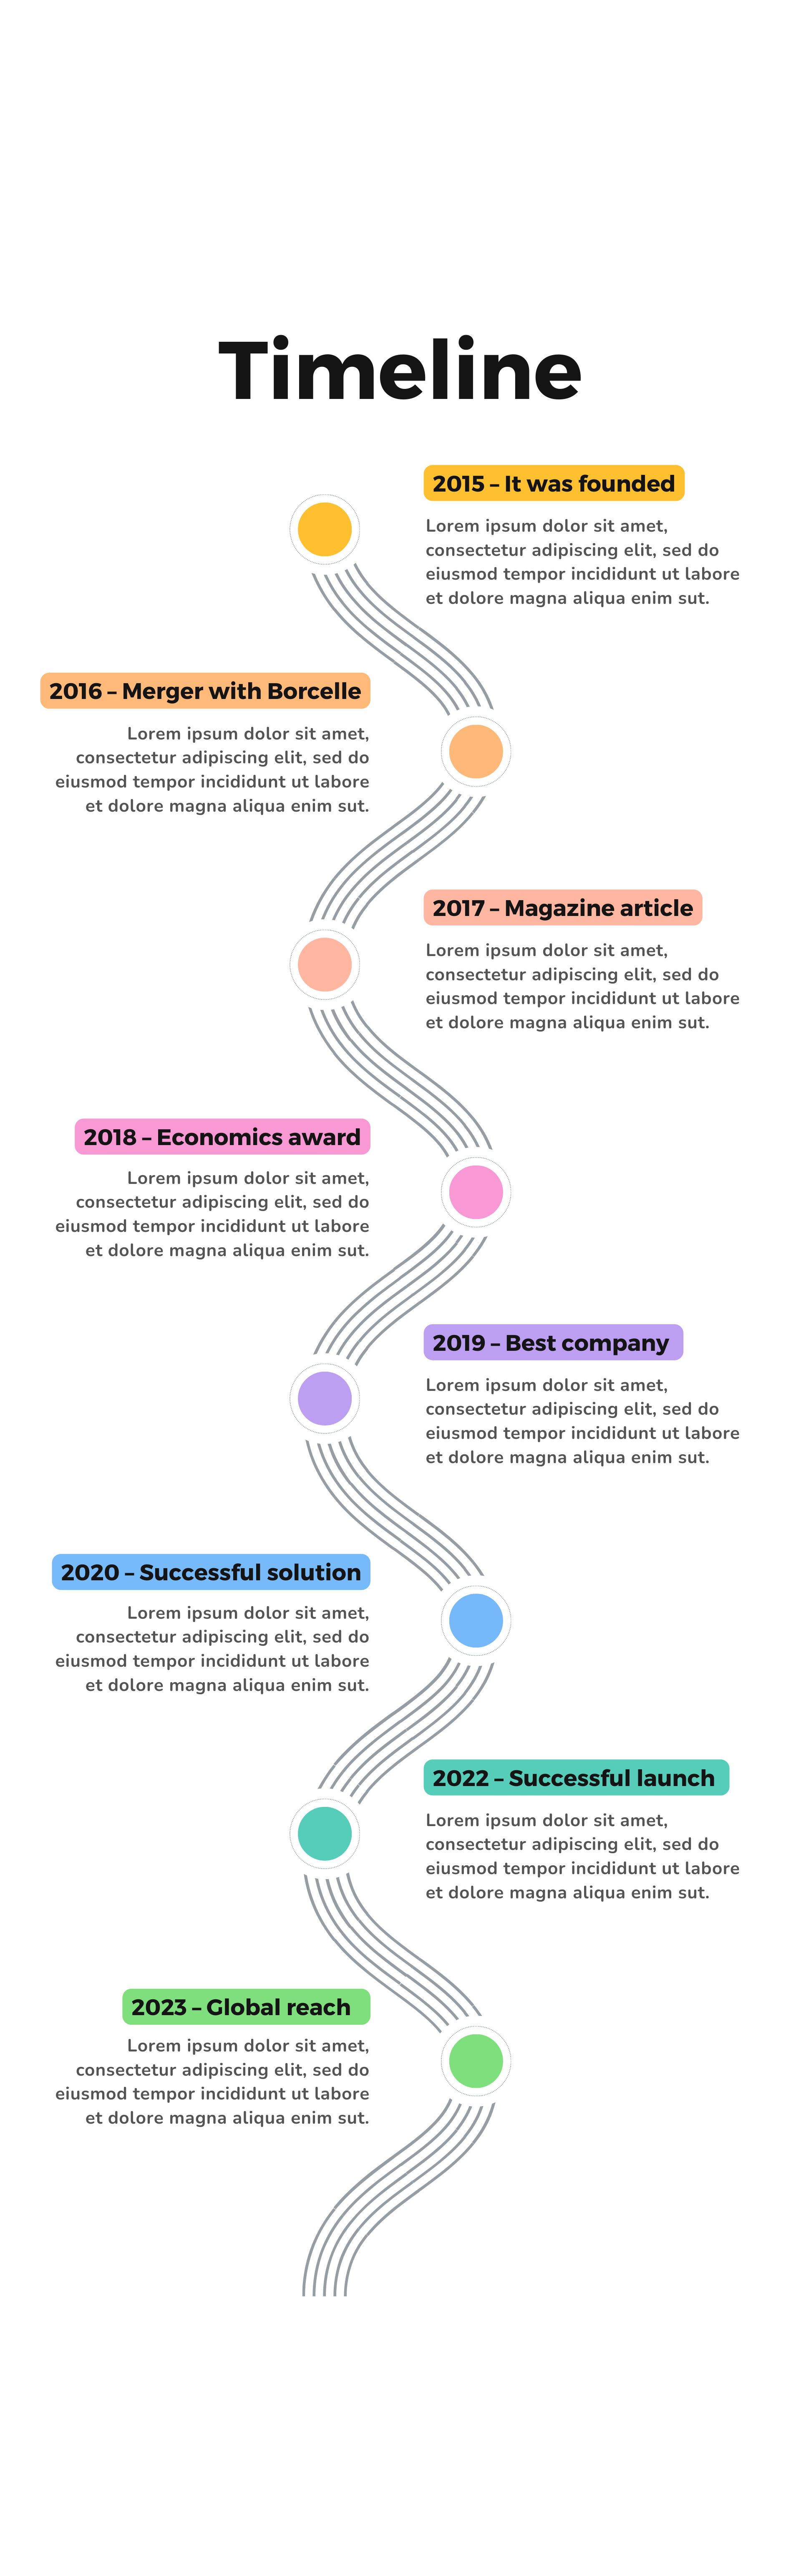 Timeline
2015 – It was founded
Lorem ipsum dolor sit amet,
consectetur adipiscing elit, sed do
eiusmod tempor incididunt ut labore
et dolore magna aliqua enim sut.
2016 – Merger with Borcelle
Lorem ipsum dolor sit amet,
consectetur adipiscing elit, sed do
eiusmod tempor incididunt ut labore
et dolore magna aliqua enim sut.
2017 – Magazine article
Lorem ipsum dolor sit amet,
consectetur adipiscing elit, sed do
eiusmod tempor incididunt ut labore
et dolore magna aliqua enim sut.
2018 – Economics award
Lorem ipsum dolor sit amet,
consectetur adipiscing elit, sed do
eiusmod tempor incididunt ut labore
et dolore magna aliqua enim sut.
2019 – Best company
Lorem ipsum dolor sit amet,
consectetur adipiscing elit, sed do
eiusmod tempor incididunt ut labore
et dolore magna aliqua enim sut.
2020 – Successful solution
Lorem ipsum dolor sit amet,
consectetur adipiscing elit, sed do
eiusmod tempor incididunt ut labore
et dolore magna aliqua enim sut.
2022 – Successful launch
Lorem ipsum dolor sit amet,
consectetur adipiscing elit, sed do
eiusmod tempor incididunt ut labore
et dolore magna aliqua enim sut.
2023 – Global reach
Lorem ipsum dolor sit amet,
consectetur adipiscing elit, sed do
eiusmod tempor incididunt ut labore
et dolore magna aliqua enim sut.